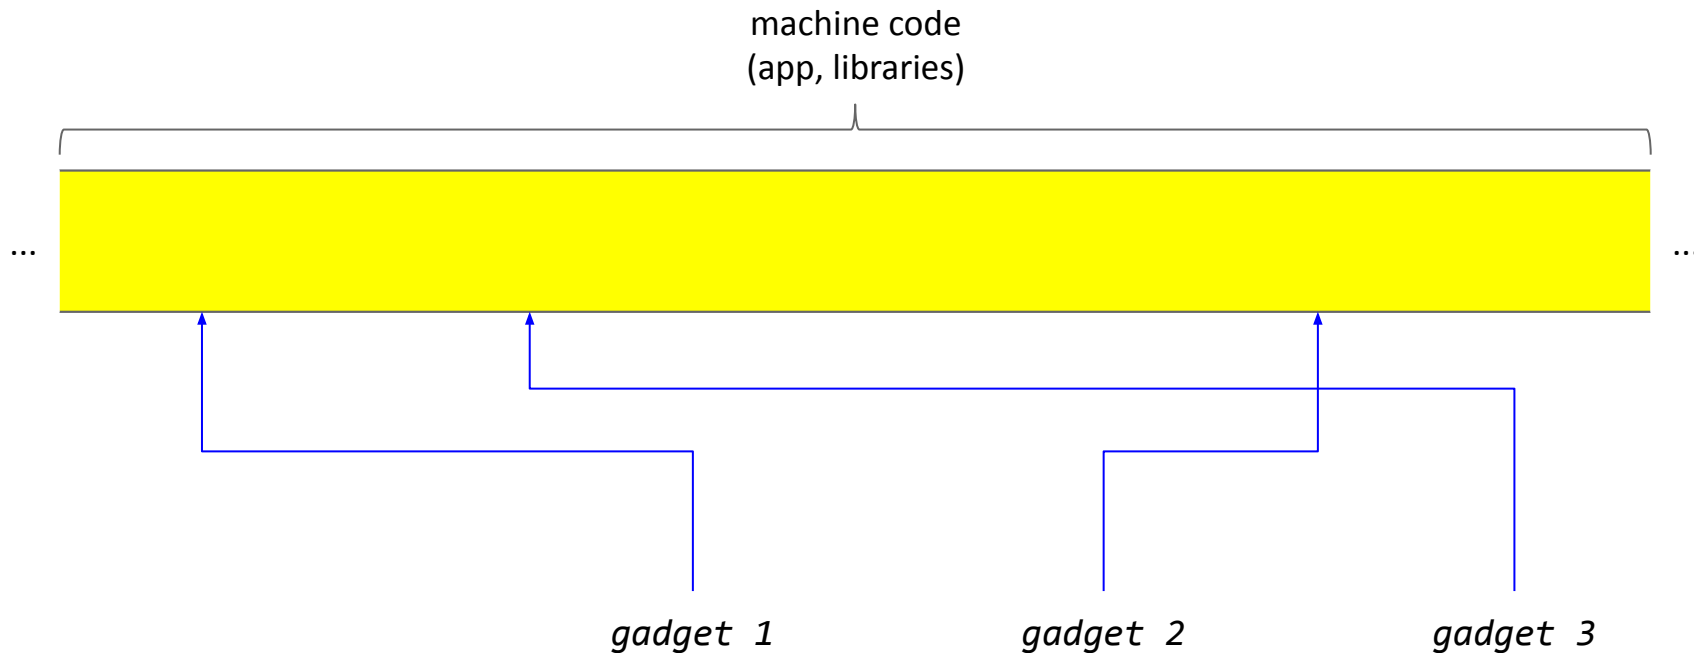 machine code
(app, libraries)
... ...
gadget 1 gadget 2 gadget 3